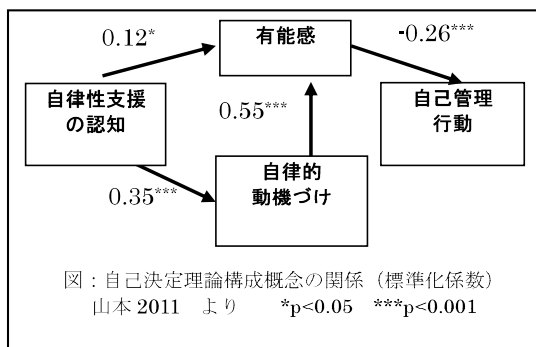 0.12*
有能感
-0.26***
自律性支援
の認知
0.55***
自己管理
行動
0.35***
自律的
動機づけ
図：自己決定理論構成概念の関係（標準化係数）
山本 2011　より　　*p<0.05　***p<0.001